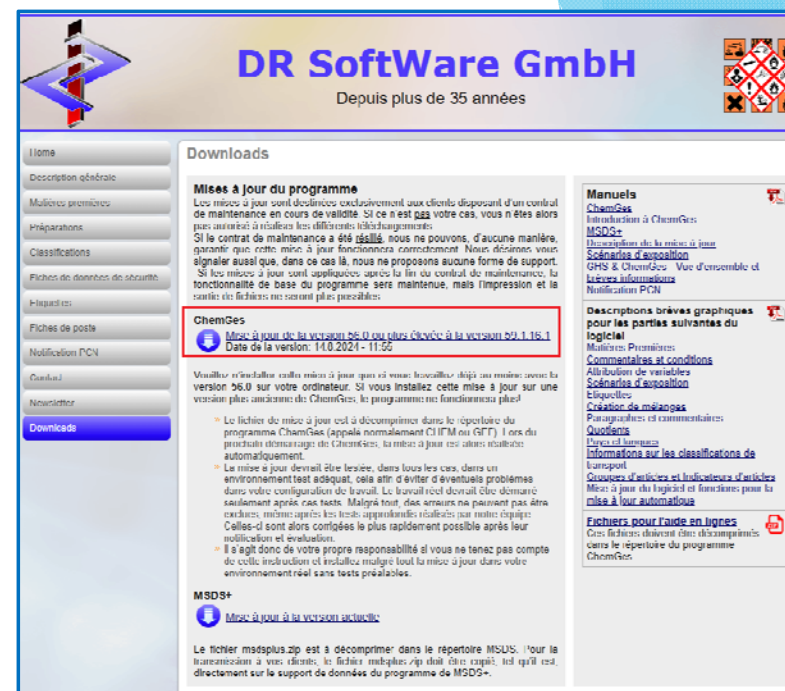 DR SoftWare GmbH
Depuis plus de 35 années
Home
Description générale
Matières premières
Préparations
Classifications
Fiches de données de sécurité
Etiquettes
Fiches de poste
Notification PCN
Contact
Newsletter
Downloads
Downloads
Mises à jour du programme
Les mises à jour sont destinées exclusivement aux clients disposant d'un contrat
de maintenance en cours de validité. Si ce n'est pas votre cas, vous n'êtes alors
pas autorisé à réaliser les différents téléchargements
Si le contrat de maintenance a été résilié, nous ne pouvons, d'aucune manière,
garantir que cette mise à jour fonctionnera correctement. Nous désirons vous
signaler aussi que, dans ce cas là, nous ne proposons aucune forme de support.
Si les mises à jour sont appliquées après la fin du contrat de maintenance, la
fonctionnalité de base du programme sera maintenue, mais l'impression et la
sortie de fichiers ne seront plus possibles
ChemGes
Mise à jour de la version 56.0 ou plus élevée à la version 59.1.16.1
Date de la version: 14.8.2024 - 11:55
Veuillez n'installer cette mise à jour que si vous travaillez déjà au moins avec la
version 56.0 sur votre ordinateur. Si vous installez cette mise à jour sur une
version plus ancienne de ChemGes, le programme ne fonctionnera plus!
» Le fichier de mise à jour est à décomprimer dans le répertoire du
programme ChemGes (appelé normalement CHEM ou GEF). Lors du
prochain démarrage de ChemGes, la mise à jour est alors réalisée
automatiquement.
» La mise à jour devrait être testée, dans tous les cas, dans un
environnement test adéquat, cela afin d'éviter d'éventuels problèmes
dans votre configuration de travail. Le travail réel devrait être démarré
seulement après ces tests. Malgré tout, des erreurs ne peuvent pas être
exclues, même après les tests approfondis réalisés par notre équipe.
Celles-ci sont alors corrigées le plus rapidement possible après leur
notification et évaluation.
» Il s'agit donc de votre propre responsabilité si vous ne tenez pas compte
de cette instruction et installez malgré tout la mise à jour dans votre
environnement réel sans tests préalables.
MSDS+
Mise à jour à la version actuelle
Le fichier msdsplus.zip est à décomprimer dans le répertoire MSDS. Pour la
transmission à vos clients, le fichier mdsplus.zip doit être copié, tel qu'il est,
directement sur le support de données du programme de MSDS+.
Manuels
ChemGes
Introduction à ChemGes
MSDS+
Description de la mise à jour
Scénarios d'exposition
GHS & ChemGes - Vue d'ensemble et
brèves informations
Notification PCN
Descriptions brèves graphiques
pour les parties suivantes du
logiciel
Matières Premières
Commentaires et conditions
Attribution de variables
Scénarios d'exposition
Etiquettes
Création de mélanges
Paragraphes et commentaires
Quotients
Pays et langues
Informations sur les classifications de
transport
Groupes d'articles et Indicateurs d'articles
Mise à jour du logiciel et fonctions pour la
mise à jour automatique
Fichiers pour l'aide en lignes
Ces fichiers doivent être décomprimés
dans le répertoire du programme
ChemGes